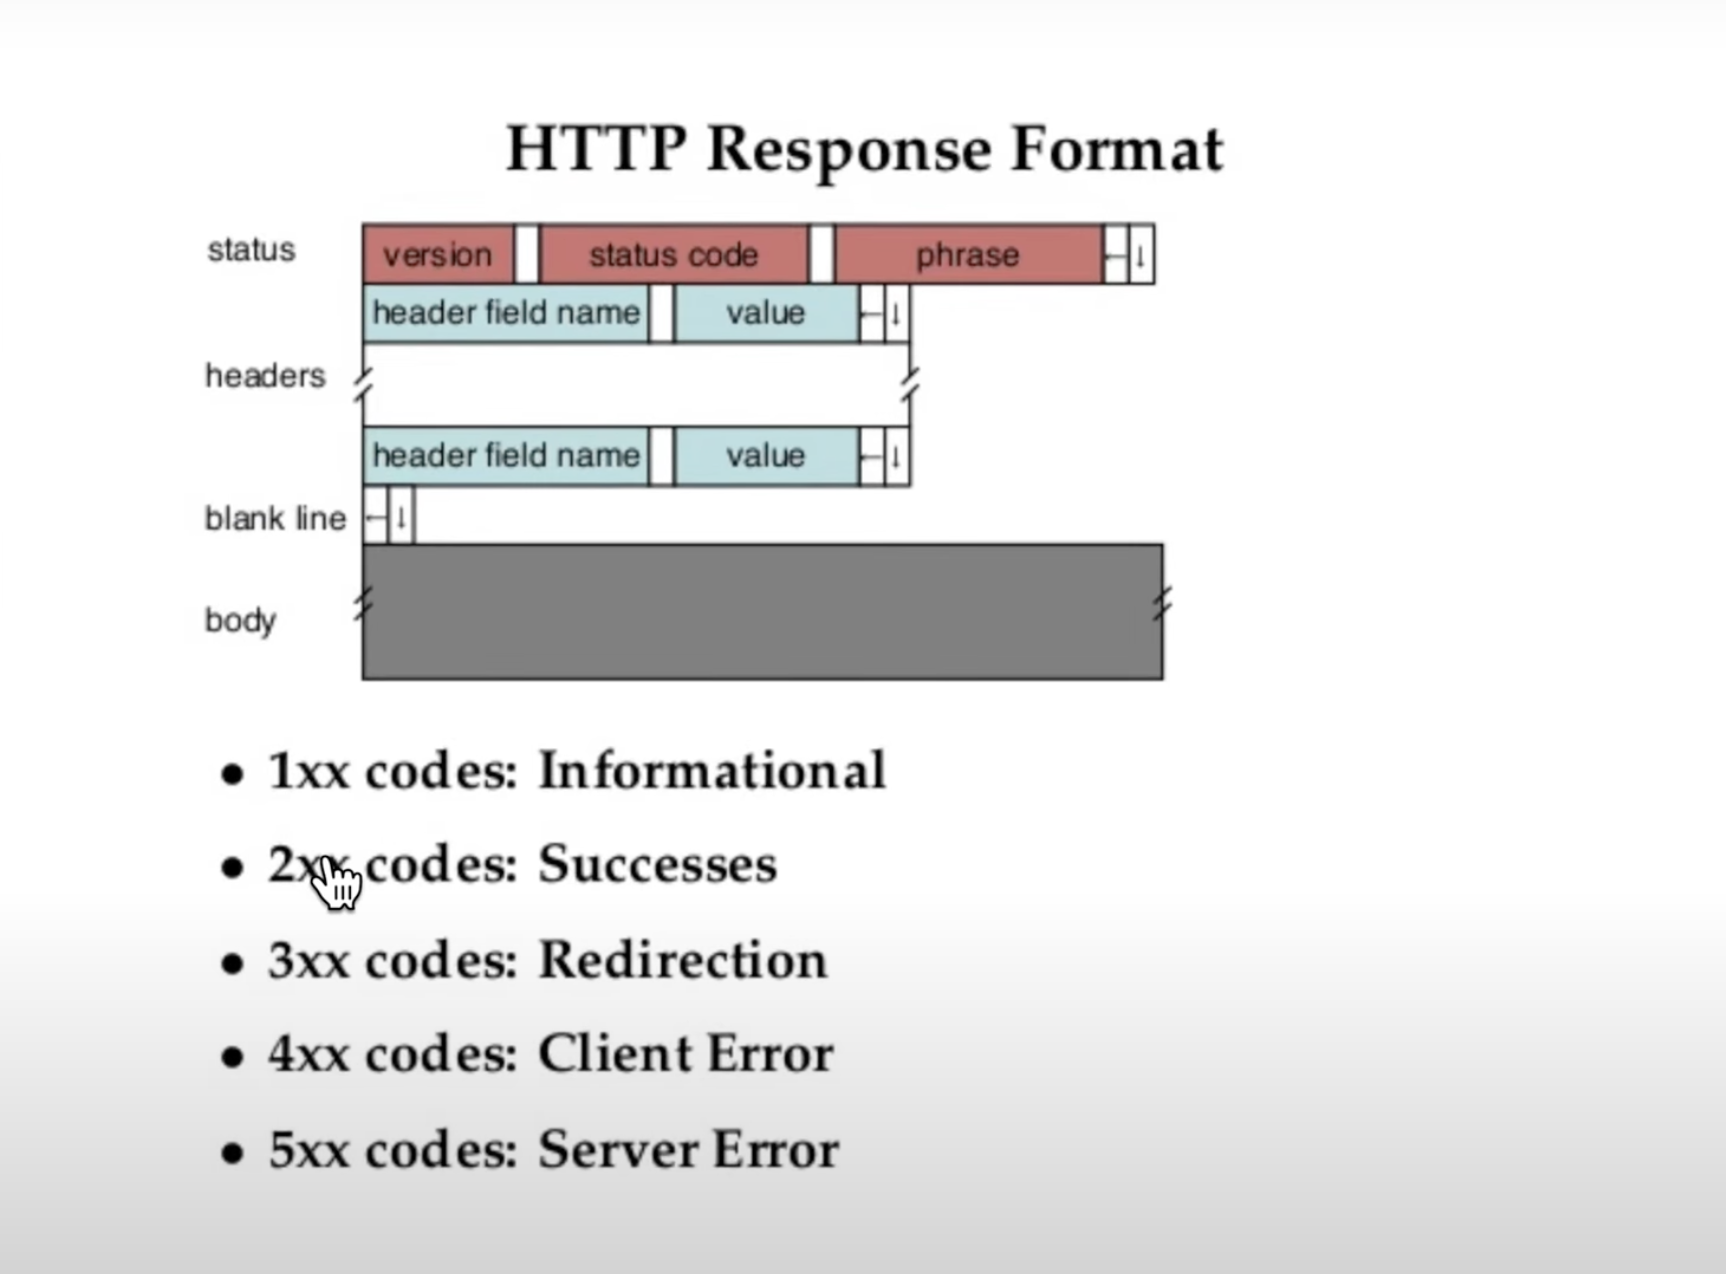 HTTP Response Format
status version status code phrase ← ↓
header field name value ← ↓
headers
header field name value ← ↓
blank line ← ↓
body
• 1xx codes: Informational
• 2xx codes: Successes
• 3xx codes: Redirection
• 4xx codes: Client Error
• 5xx codes: Server Error